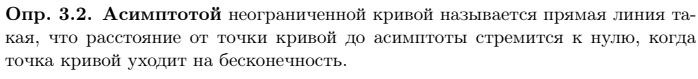 Опр. 3.2. Асимптотой неограниченной кривой называется прямая линия та-
кая, что расстояние от точки кривой до асимптоты стремится к нулю, когда
точка кривой уходит на бесконечность.